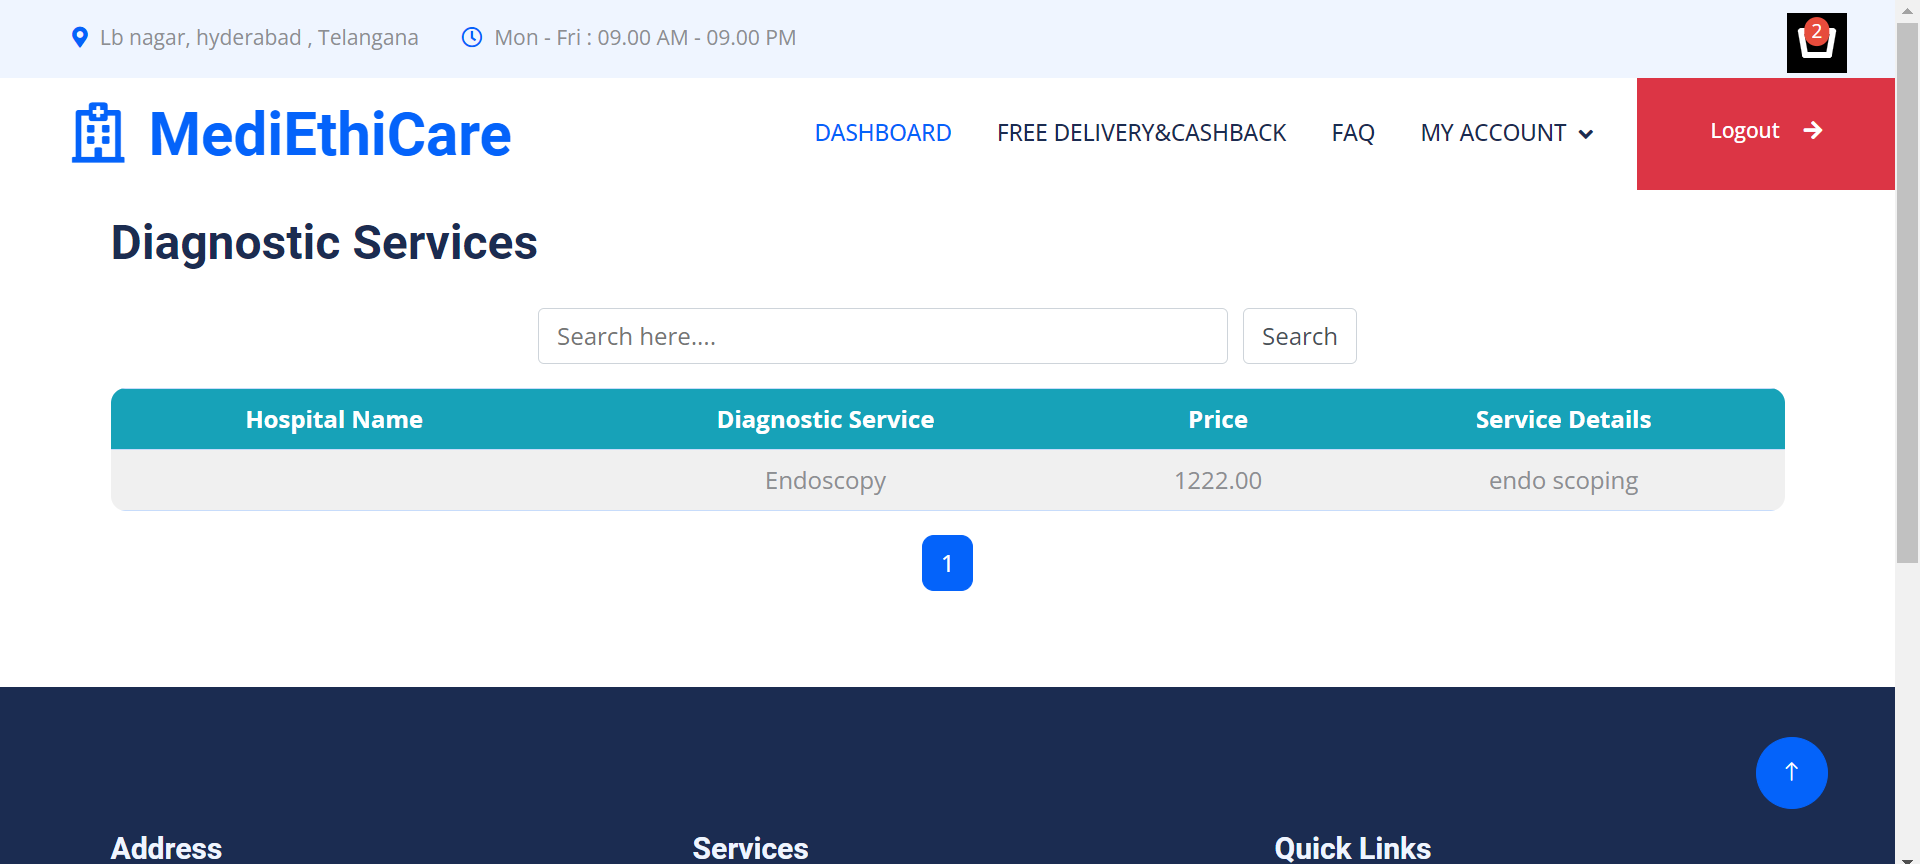 Lb nagar, hyderabad , Telangana
Mon - Fri : 09.00 AM - 09.00 PM
2
MediEthiCare
DASHBOARD
FREE DELIVERY&CASHBACK
FAQ
MY ACCOUNT
Logout
Diagnostic Services
Search here....
Search
Hospital Name Diagnostic Service Price Service Details
Endoscopy 1222.00 endo scoping
1
Address
Services
Quick Links